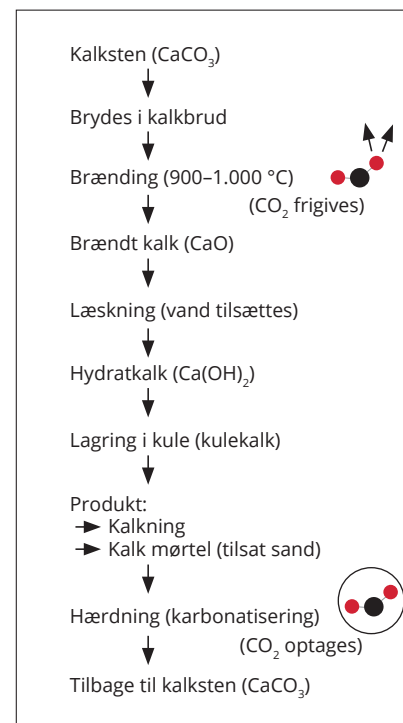 Kalksten (CaCO₃)
Brydes i kalkbrud
Brænding (900–1.000 °C)
(CO₂ frigives)
Brændt kalk (CaO)
Læskning (vand tilsættes)
Hydratkalk (Ca(OH)₂)
Lagring i kule (kulekalk)
Produkt:
Kalkning
Kalk mørtel (tilsat sand)
Hærdning (karbonatisering)
(CO₂ optages)
Tilbage til kalksten (CaCO₃)